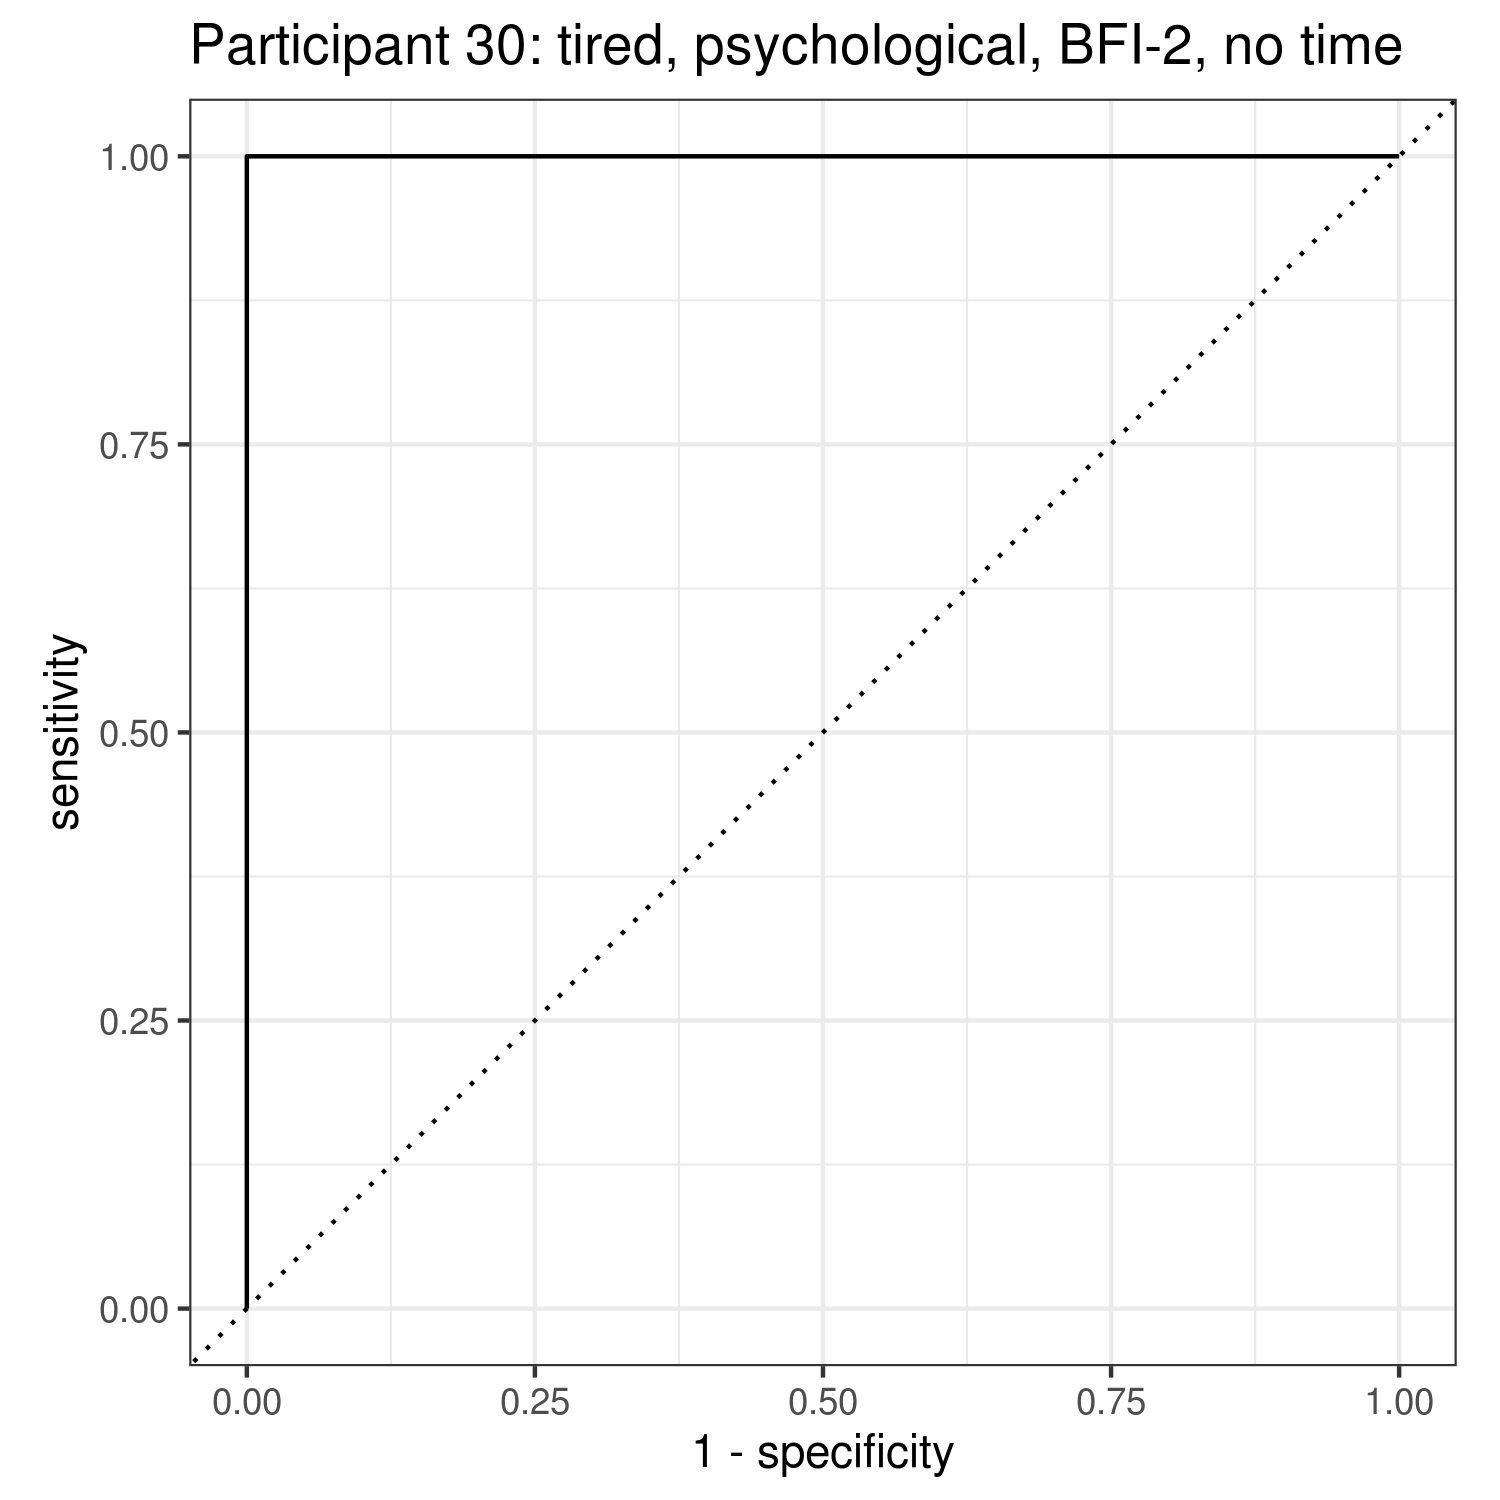 Participant 30: tired, psychological, BFI-2, no time
1.00
0.75
0.50
0.25
0.00
sensitivity
0.00 0.25 0.50 0.75 1.00
1 - specificity